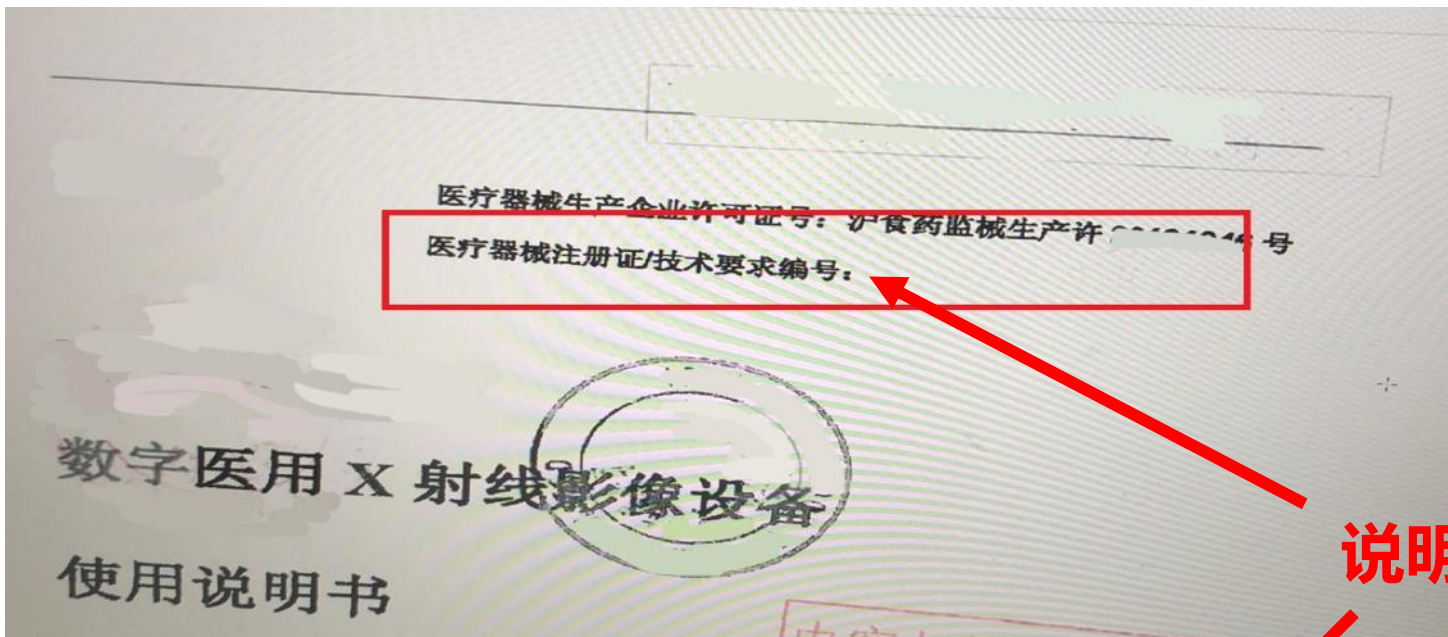 医疗器械生产企业许可证号：沪食药监械生产许 号
医疗器械注册证/技术要求编号：
数字医用 X 射线影像设备
使用说明书
说明